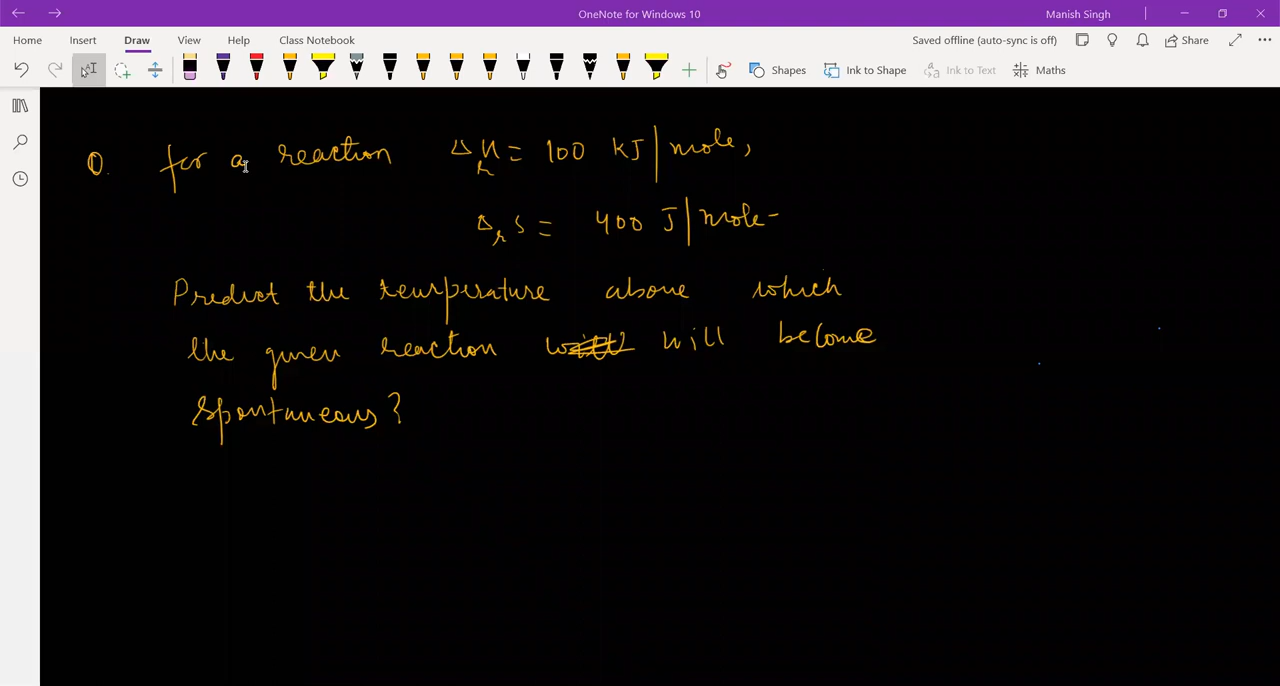 OneNote for Windows 10
Manish Singh
Home Insert Draw View Help Class Notebook
Saved offline (auto-sync is off) Share
Shapes Ink to Shape Ink to Text Maths
Q. for a reaction ΔᵣH = 100 KJ|mole,
ΔᵣS = 400 J|mole-
Predict the temperature above which
the given reaction will become
spontaneous?